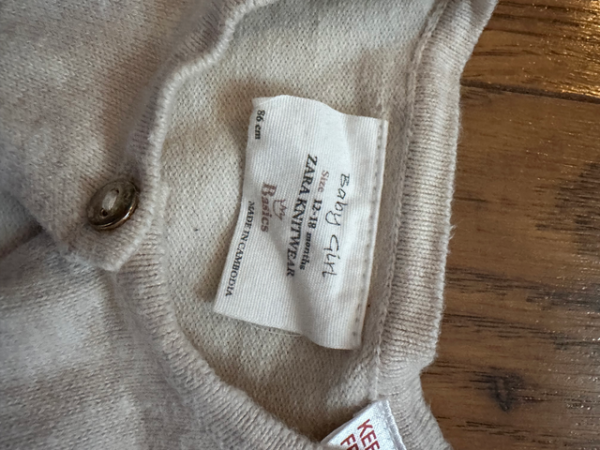 Baby Girl
Size 12-18 months
ZARA KNITWEAR
Basics
MADE IN CAMBODIA
86 cm